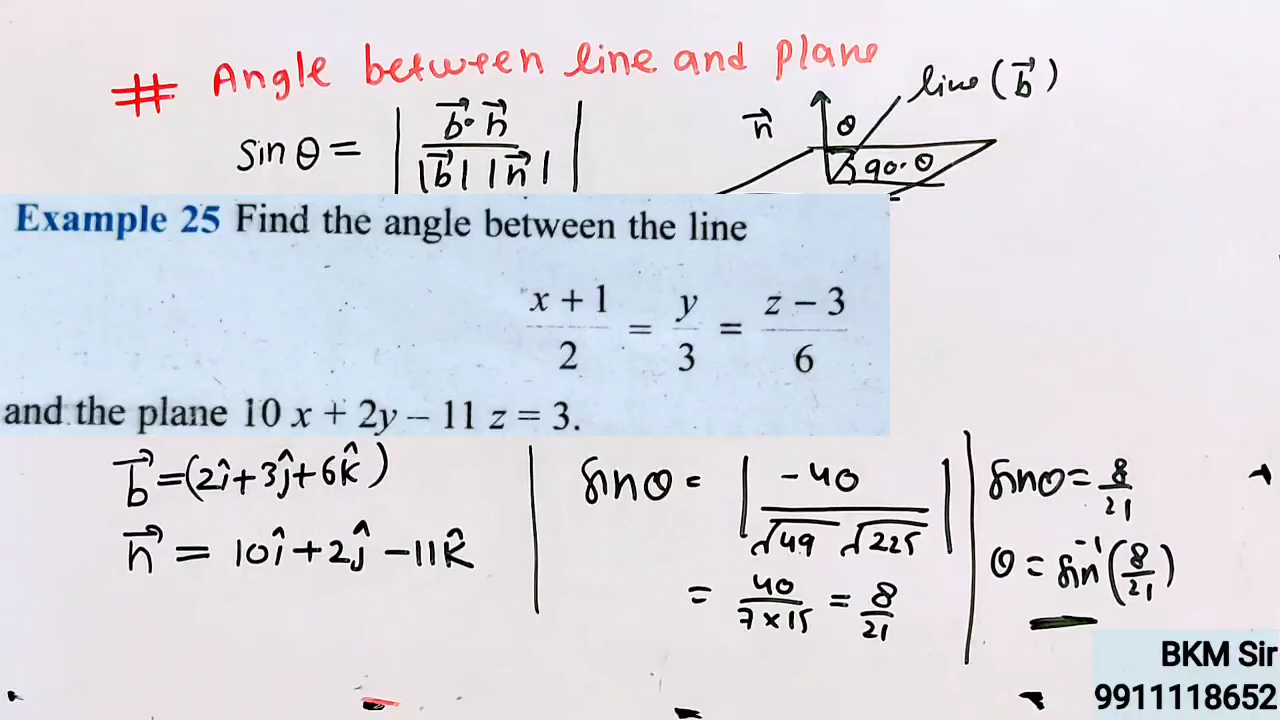 # Angle between line and plane
line (b⃗)
n⃗ θ
sin θ = | b⃗·n⃗ / |b⃗| |n⃗| |
90·θ
Example 25 Find the angle between the line
(x + 1)/2 = y/3 = (z − 3)/6
and the plane 10 x + 2y – 11 z = 3.
b⃗ =(2î+3ĵ+6k̂)
n⃗ = 10î+2ĵ −11k̂
sinθ = | -40 / √49 √225 |
= 40/(7×15) = 8/21
sinθ = 8/21
θ = sin⁻¹(8/21)
BKM Sir
9911118652